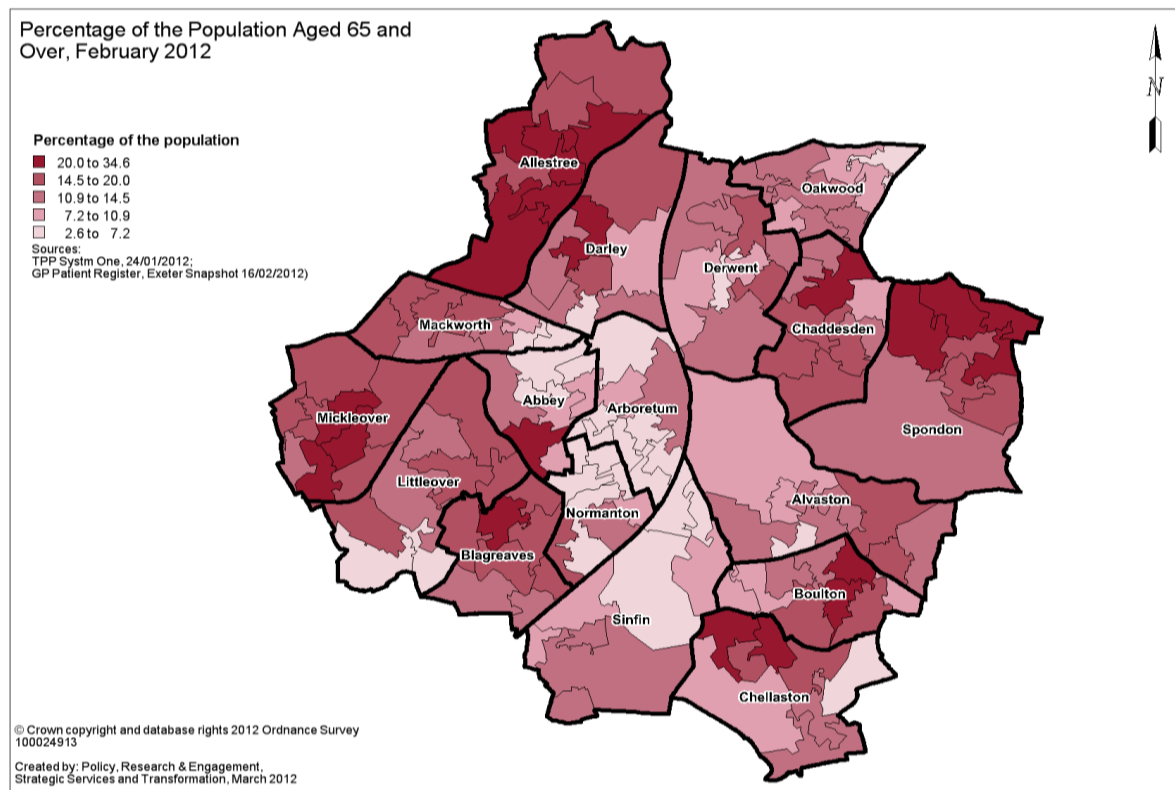 Percentage of the Population Aged 65 and
Over, February 2012
N
Percentage of the population
20.0 to 34.6
14.5 to 20.0
10.9 to 14.5
7.2 to 10.9
2.6 to 7.2
Sources:
TPP Systm One, 24/01/2012;
GP Patient Register, Exeter Snapshot 16/02/2012)
Allestree
Oakwood
Darley
Derwent
Mackworth
Chaddesden
Abbey
Arboretum
Mickleover
Spondon
Littleover
Alvaston
Normanton
Blagreaves
Boulton
Sinfin
Chellaston
© Crown copyright and database rights 2012 Ordnance Survey
100024913
Created by: Policy, Research & Engagement,
Strategic Services and Transformation, March 2012